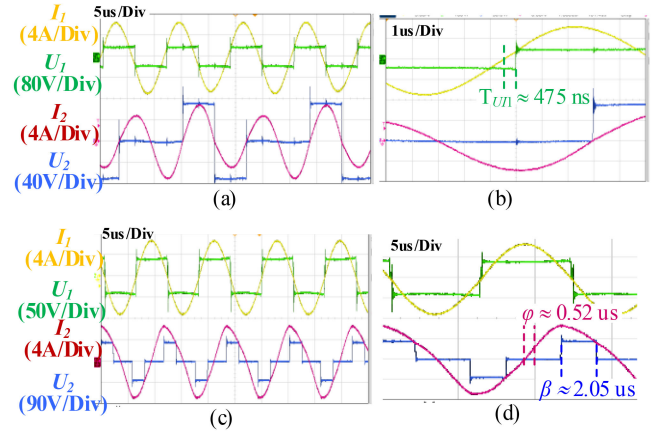 5us/Div
I1
(4A/Div)
U1
(80V/Div)
I2
(4A/Div)
U2
(40V/Div)
(a)
1us/Div
TUI1≈ 475 ns
(b)
5us/Div
I1
(4A/Div)
U1
(50V/Div)
I2
(4A/Div)
U2
(90V/Div)
(c)
5us/Div
φ ≈ 0.52 us
β ≈ 2.05 us
(d)